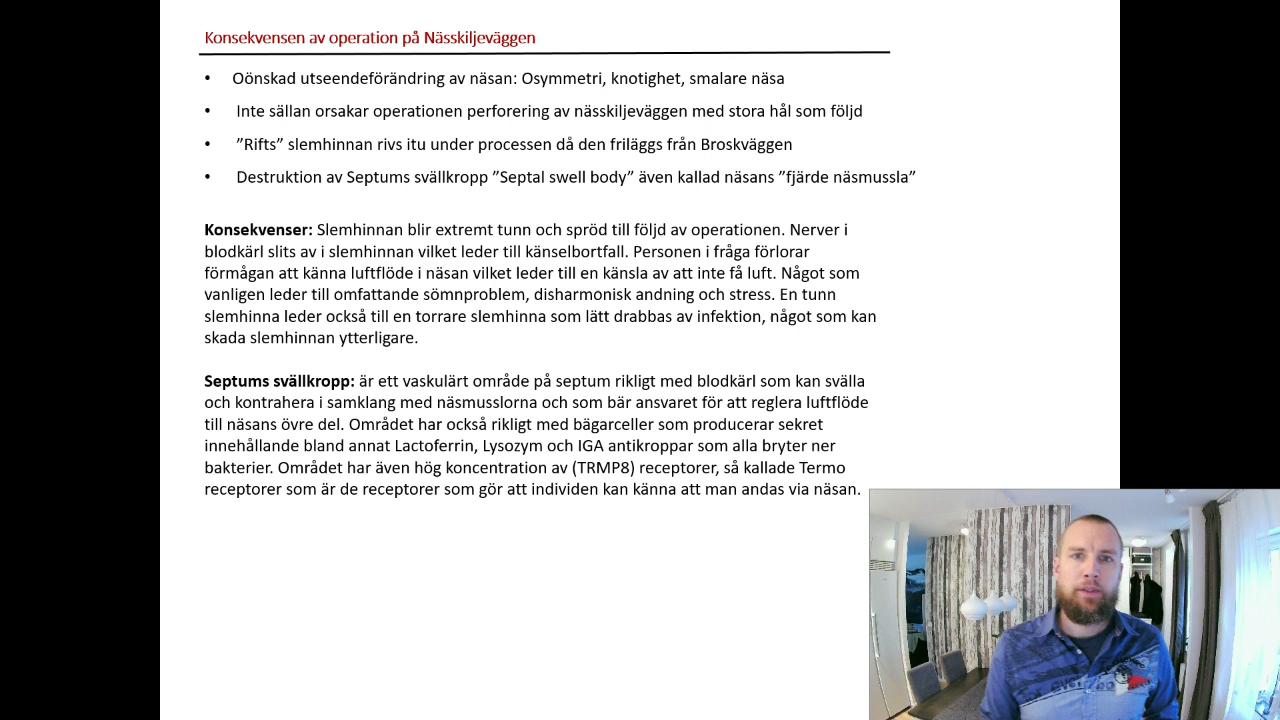 Konsekvensen av operation på Nässkiljeväggen
• Oönskad utseendeförändring av näsan: Osymmetri, knotighet, smalare näsa
• Inte sällan orsakar operationen perforering av nässkiljeväggen med stora hål som följd
• ”Rifts” slemhinnan rivs itu under processen då den friläggs från Broskväggen
• Destruktion av Septums svällkropp ”Septal swell body” även kallad näsans ”fjärde näsmussla”
Konsekvenser: Slemhinnan blir extremt tunn och spröd till följd av operationen. Nerver i
blodkärl slits av i slemhinnan vilket leder till känselbortfall. Personen i fråga förlorar
förmågan att känna luftflöde i näsan vilket leder till en känsla av att inte få luft. Något som
vanligen leder till omfattande sömnproblem, disharmonisk andning och stress. En tunn
slemhinna leder också till en torrare slemhinna som lätt drabbas av infektion, något som kan
skada slemhinnan ytterligare.
Septums svällkropp: är ett vaskulärt område på septum rikligt med blodkärl som kan svälla
och kontrahera i samklang med näsmusslorna och som bär ansvaret för att reglera luftflöde
till näsans övre del. Området har också rikligt med bägarceller som producerar sekret
innehållande bland annat Lactoferrin, Lysozym och IGA antikroppar som alla bryter ner
bakterier. Området har även hög koncentration av (TRMP8) receptorer, så kallade Termo
receptorer som är de receptorer som gör att individen kan känna att man andas via näsan.